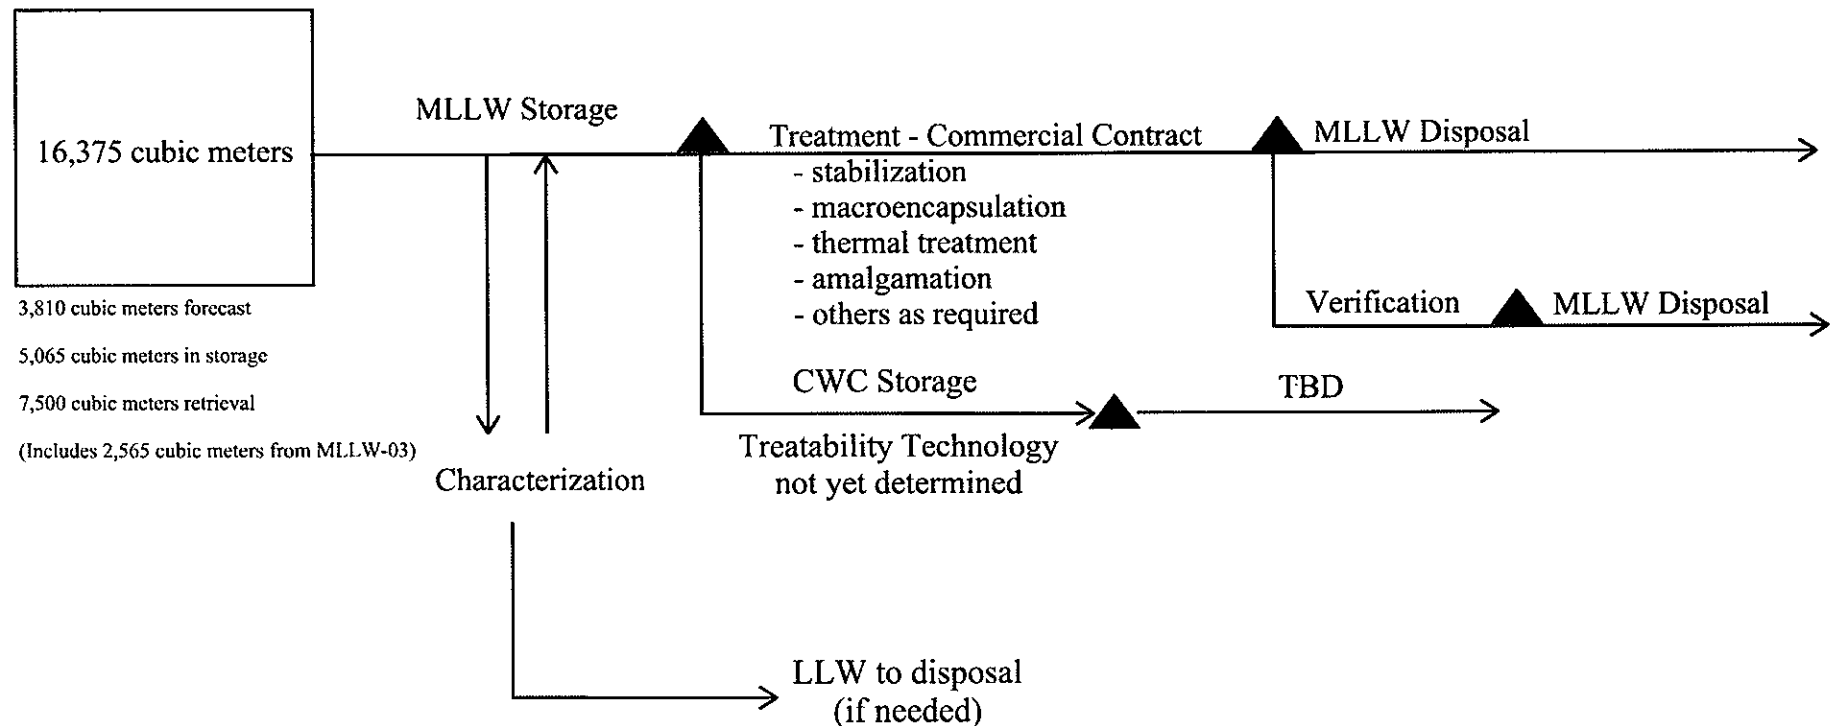 16,375 cubic meters
3,810 cubic meters forecast
5,065 cubic meters in storage
7,500 cubic meters retrieval
(Includes 2,565 cubic meters from MLLW-03)
MLLW Storage
Characterization
LLW to disposal
(if needed)
Treatment - Commercial Contract
- stabilization
- macroencapsulation
- thermal treatment
- amalgamation
- others as required
CWC Storage
Treatability Technology
not yet determined
TBD
MLLW Disposal
Verification
MLLW Disposal